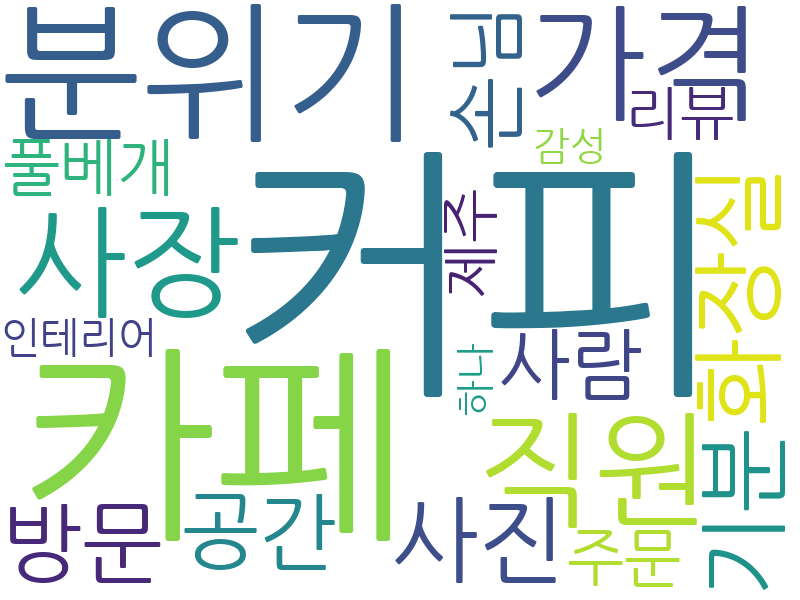 분위기
손님
가격
리뷰
감성
풀베개
커피
사장
제주
화장실
인테리어
하나
사람
카페
직원
기분
방문
공간
사진
주문